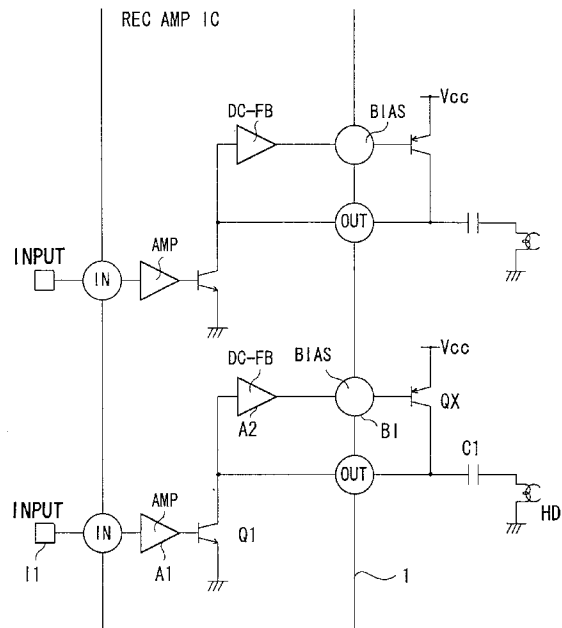 REC AMP IC
Vcc
DC-FB
BIAS
OUT
AMP
INPUT
IN
Vcc
DC-FB
BIAS
A2
QX
BI
C1
OUT
INPUT
AMP
IN
Q1
HD
I1
A1
1